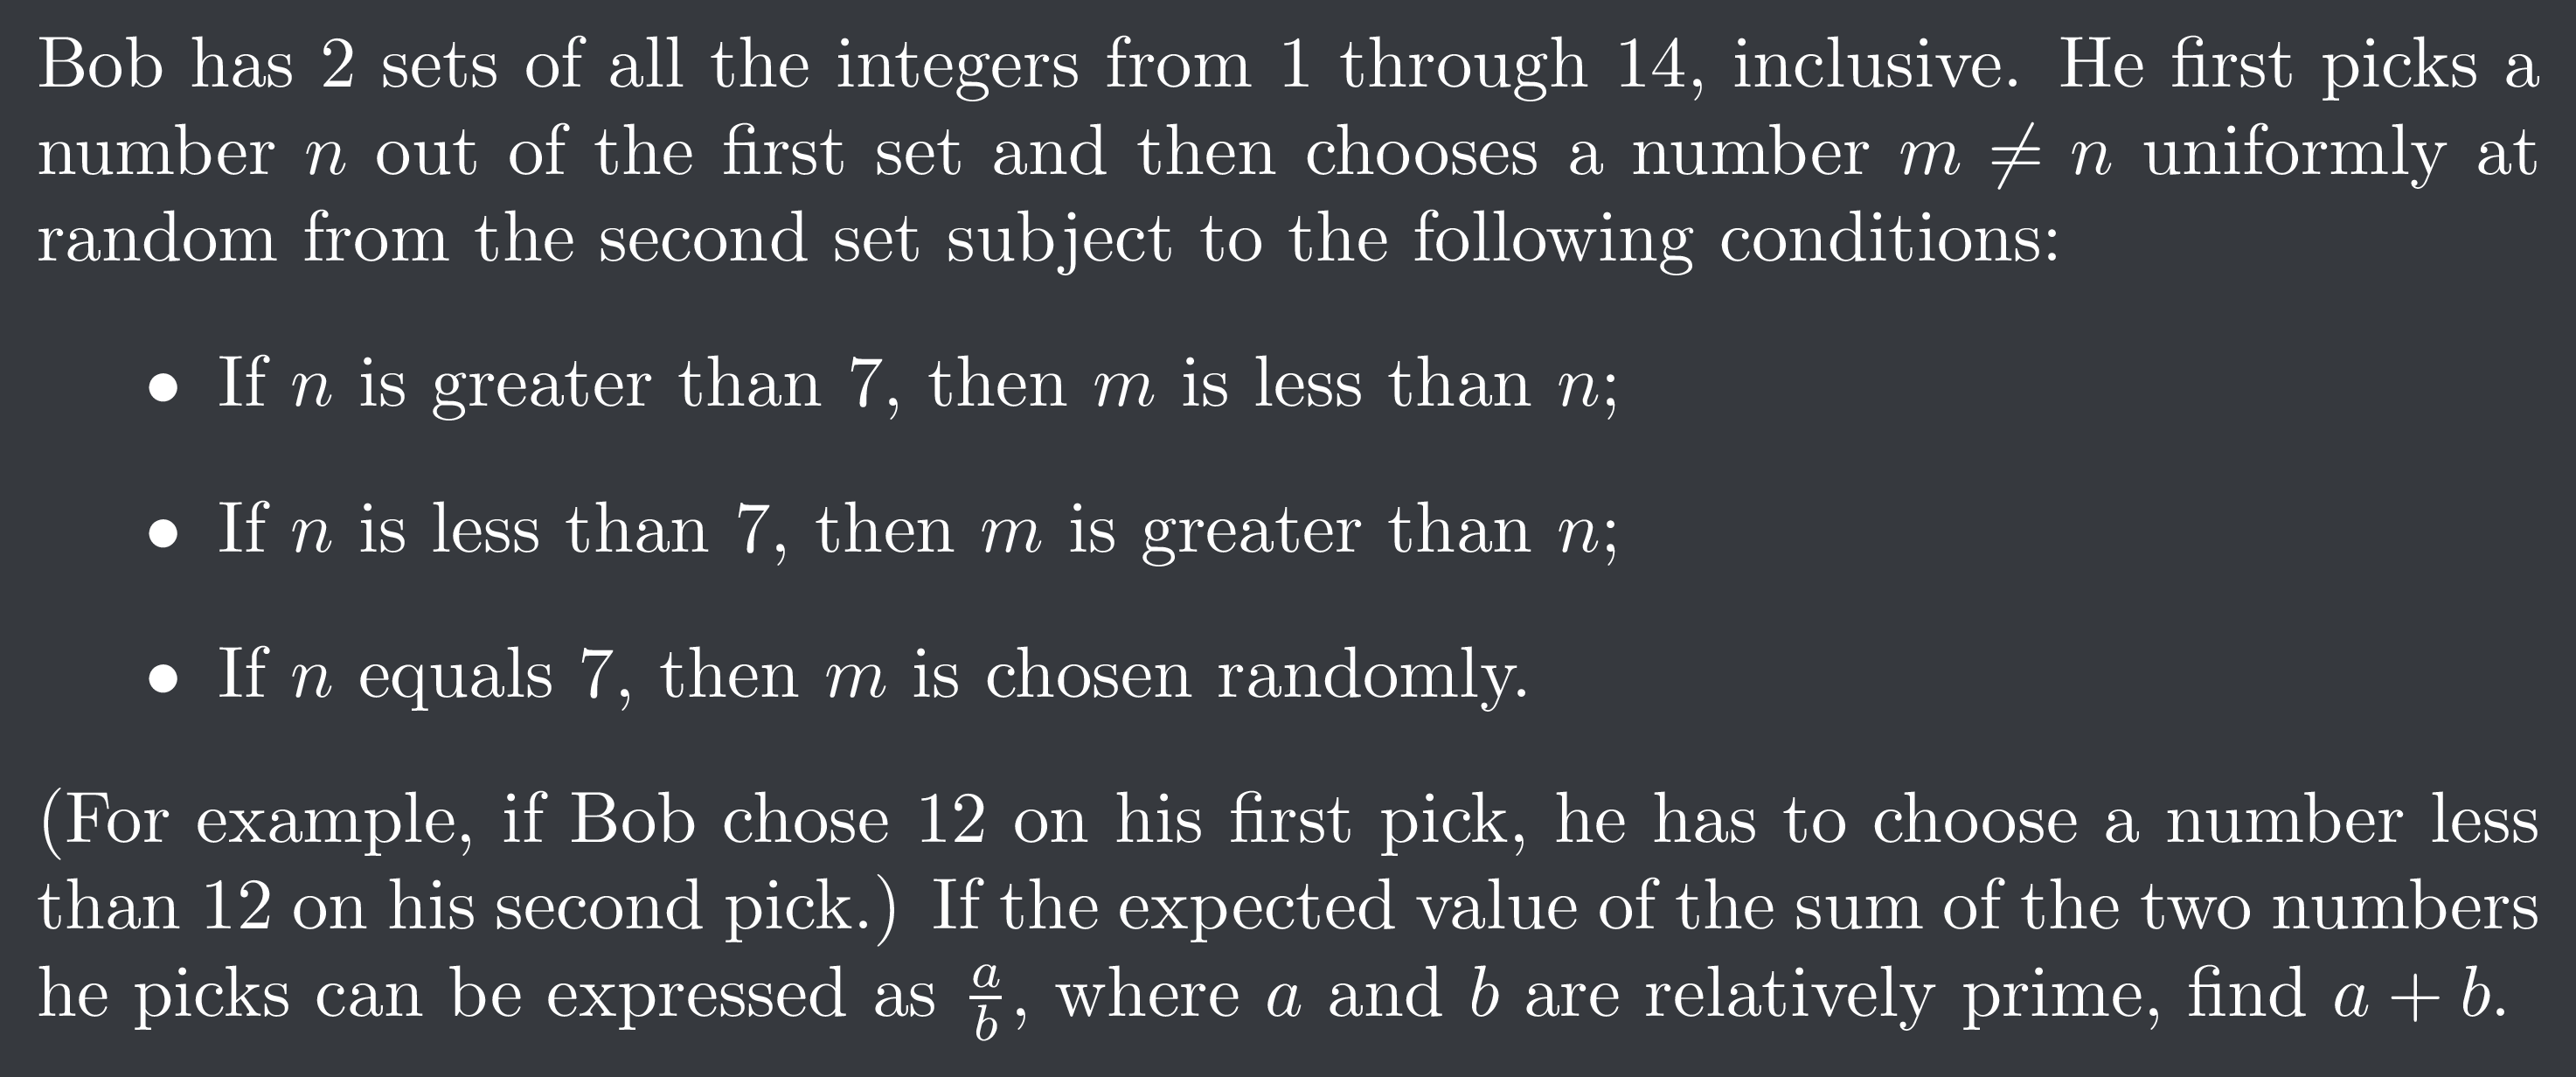 Bob has 2 sets of all the integers from 1 through 14, inclusive. He first picks a
number n out of the first set and then chooses a number m ≠ n uniformly at
random from the second set subject to the following conditions:
• If n is greater than 7, then m is less than n;
• If n is less than 7, then m is greater than n;
• If n equals 7, then m is chosen randomly.
(For example, if Bob chose 12 on his first pick, he has to choose a number less
than 12 on his second pick.) If the expected value of the sum of the two numbers
he picks can be expressed as a/b, where a and b are relatively prime, find a + b.